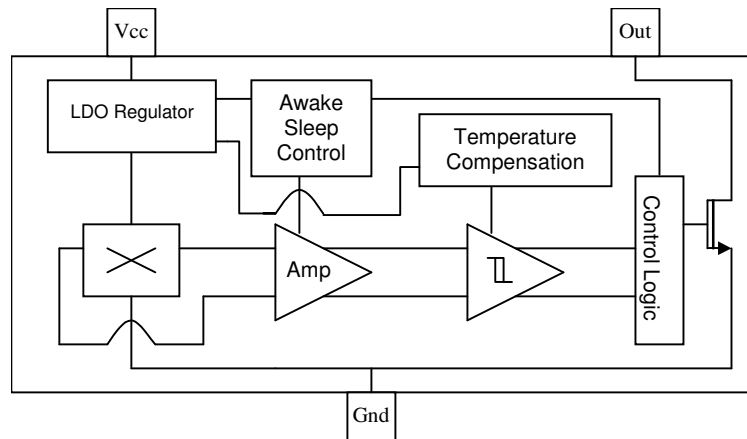 Vcc
Out
LDO Regulator
Awake
Sleep
Control
Temperature
Compensation
Amp
Control Logic
Gnd